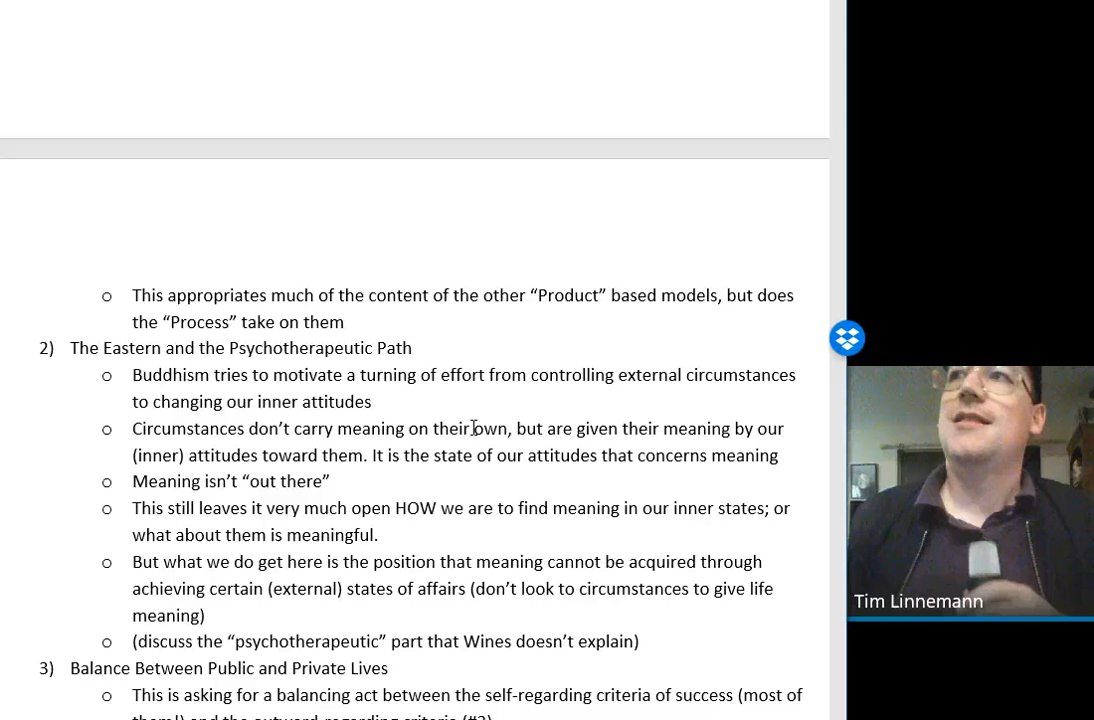 o This appropriates much of the content of the other “Product” based models, but does
the “Process” take on them
2) The Eastern and the Psychotherapeutic Path
o Buddhism tries to motivate a turning of effort from controlling external circumstances
to changing our inner attitudes
o Circumstances don’t carry meaning on their own, but are given their meaning by our
(inner) attitudes toward them. It is the state of our attitudes that concerns meaning
o Meaning isn’t “out there”
o This still leaves it very much open HOW we are to find meaning in our inner states; or
what about them is meaningful.
o But what we do get here is the position that meaning cannot be acquired through
achieving certain (external) states of affairs (don’t look to circumstances to give life
meaning)
o (discuss the “psychotherapeutic” part that Wines doesn’t explain)
3) Balance Between Public and Private Lives
o This is asking for a balancing act between the self-regarding criteria of success (most of
them!) and the outward-regarding criteria (#2)
Tim Linnemann